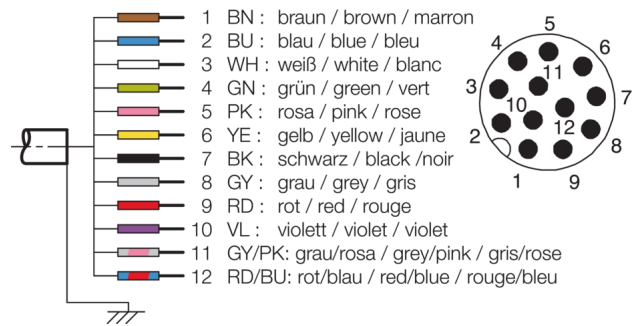 1 BN : braun / brown / marron
2 BU : blau / blue / bleu
3 WH : weiß / white / blanc
4 GN : grün / green / vert
5 PK : rosa / pink / rose
6 YE : gelb / yellow / jaune
7 BK : schwarz / black /noir
8 GY : grau / grey / gris
9 RD : rot / red / rouge
10 VL : violett / violet / violet
11 GY/PK: grau/rosa / grey/pink / gris/rose
12 RD/BU: rot/blau / red/blue / rouge/bleu
5
4 6
11
3 7
10
12
2 8
1 9